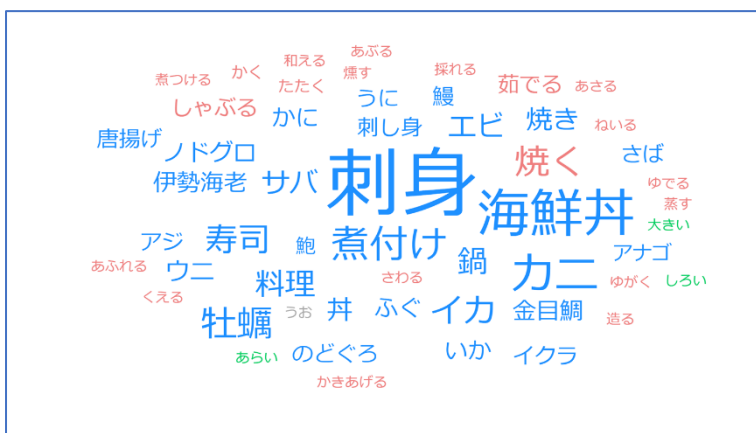 あぶる
和える
かく
燻す
採れる
煮つける
たたく
茹でる
あさる
しゃぶる
かに
うに
鰻
刺し身
エビ
焼き
ねいる
唐揚げ
ノドグロ
焼く
さば
伊勢海老
サバ
刺身
海鮮丼
ゆでる
蒸す
大きい
アジ
寿司
鮑
煮付け
鍋
カニ
アナゴ
あふれる
ウニ
料理
さわる
ゆがく
しろい
くえる
牡蠣
うお
丼
ふぐ
イカ
金目鯛
造る
あらい
のどぐろ
いか
イクラ
かきあげる